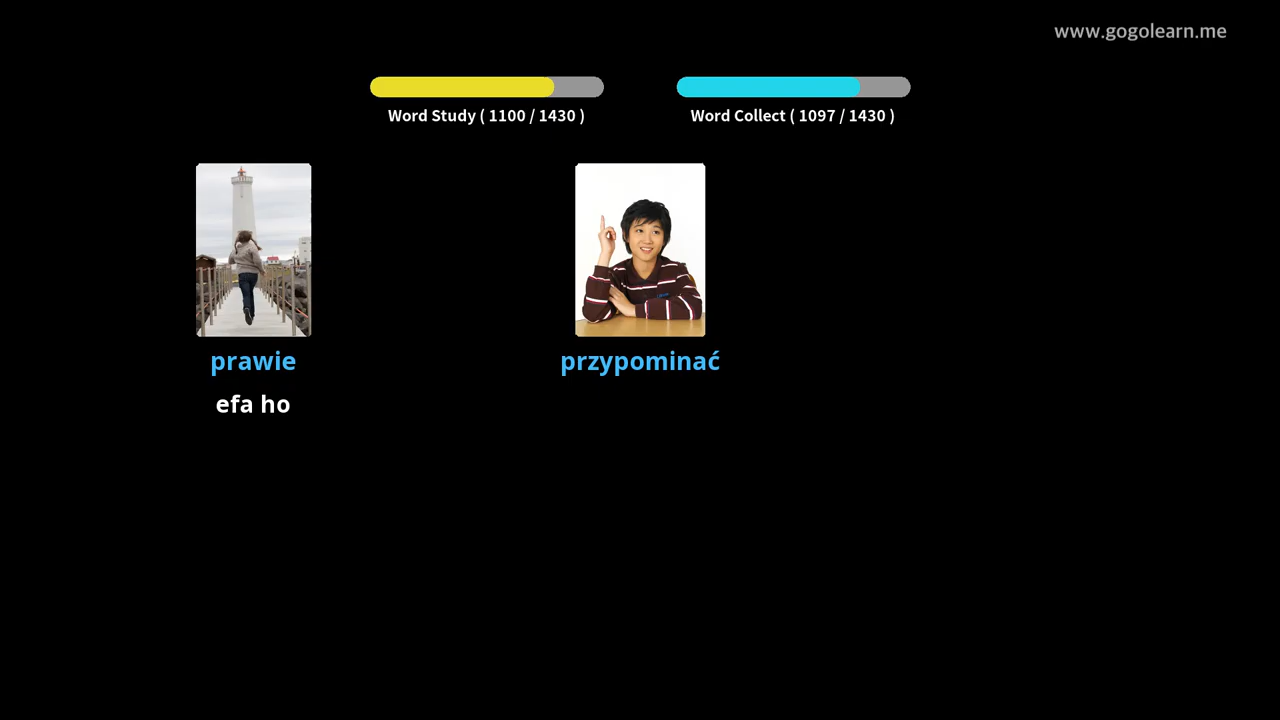 www.gogolearn.me
Word Study ( 1100 / 1430 )
Word Collect ( 1097 / 1430 )
prawie
przypominać
efa ho